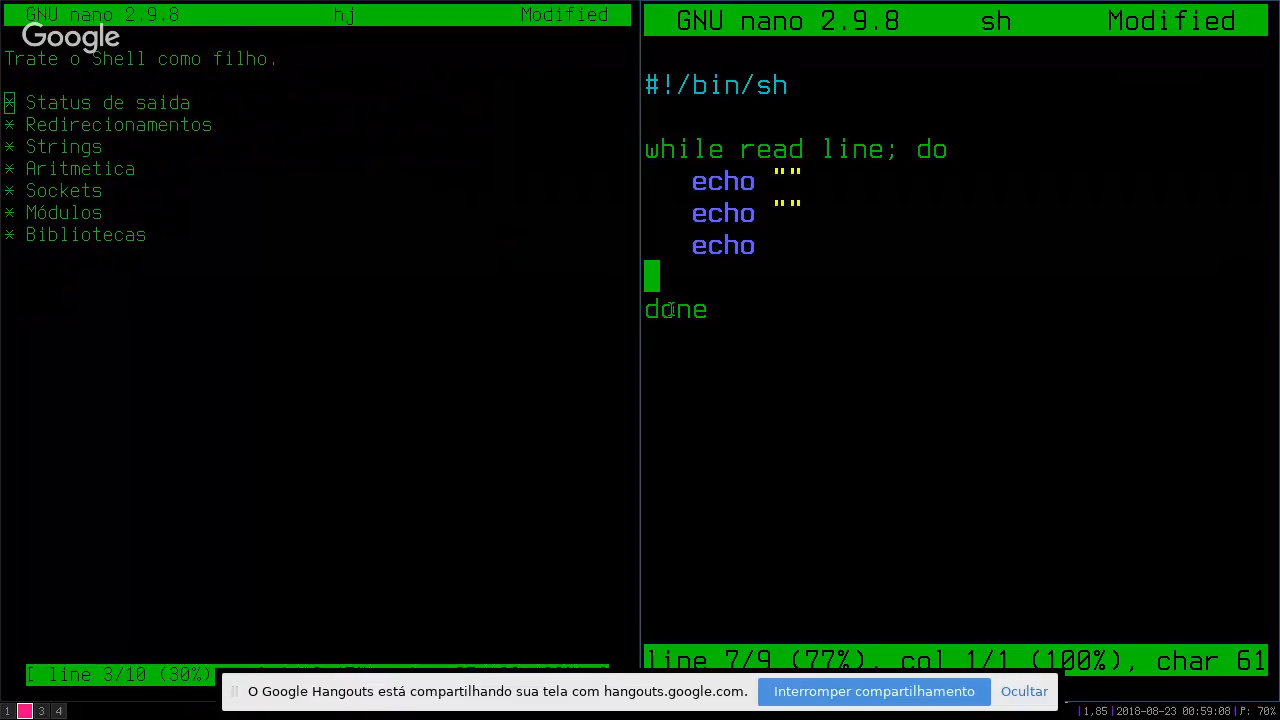 GNU nano 2.9.8 hj Modified
Google
Trate o Shell como filho.
* Status de saida
* Redirecionamentos
* Strings
* Aritmetica
* Sockets
* Módulos
* Bibliotecas
[ line 3/10 (30%)
GNU nano 2.9.8 sh Modified
#!/bin/sh
while read line; do
echo ""
echo ""
echo
done
line 7/9 (77%), col 1/1 (100%), char 61
O Google Hangouts está compartilhando sua tela com hangouts.google.com.
Interromper compartilhamento
Ocultar
1 3 4
1,85 2018-08-23 00:59:08 P: 70%